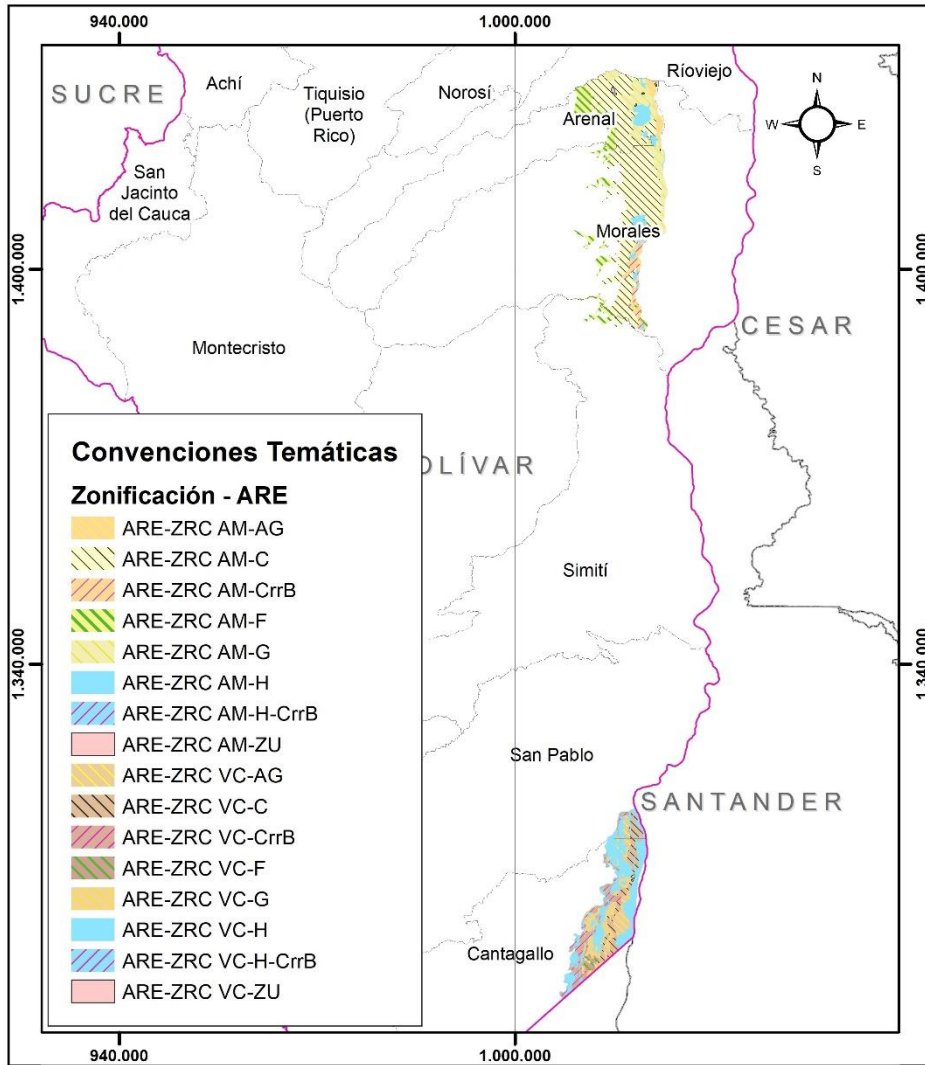 940.000
1.000.000
SUCRE
Achí
Tiquisio
(Puerto
Rico)
Norosí
Ríoviejo
N
W
E
S
Arenal
San
Jacinto
del Cauca
Morales
1.400.000
1.400.000
CESAR
Montecristo
OLÍVAR
Simití
1.340.000
1.340.000
San Pablo
SANTANDER
Cantagallo
Convenciones Temáticas
Zonificación - ARE
ARE-ZRC AM-AG
ARE-ZRC AM-C
ARE-ZRC AM-CrrB
ARE-ZRC AM-F
ARE-ZRC AM-G
ARE-ZRC AM-H
ARE-ZRC AM-H-CrrB
ARE-ZRC AM-ZU
ARE-ZRC VC-AG
ARE-ZRC VC-C
ARE-ZRC VC-CrrB
ARE-ZRC VC-F
ARE-ZRC VC-G
ARE-ZRC VC-H
ARE-ZRC VC-H-CrrB
ARE-ZRC VC-ZU
940.000
1.000.000